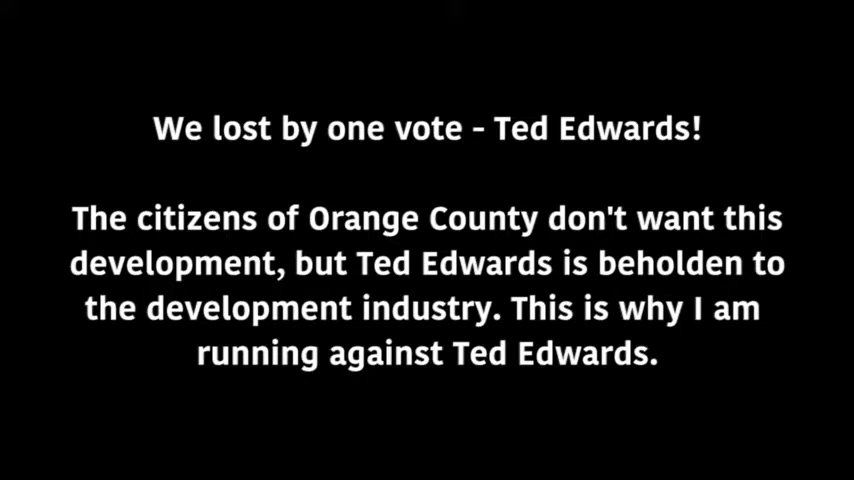 We lost by one vote - Ted Edwards!
The citizens of Orange County don't want this
development, but Ted Edwards is beholden to
the development industry. This is why I am
running against Ted Edwards.